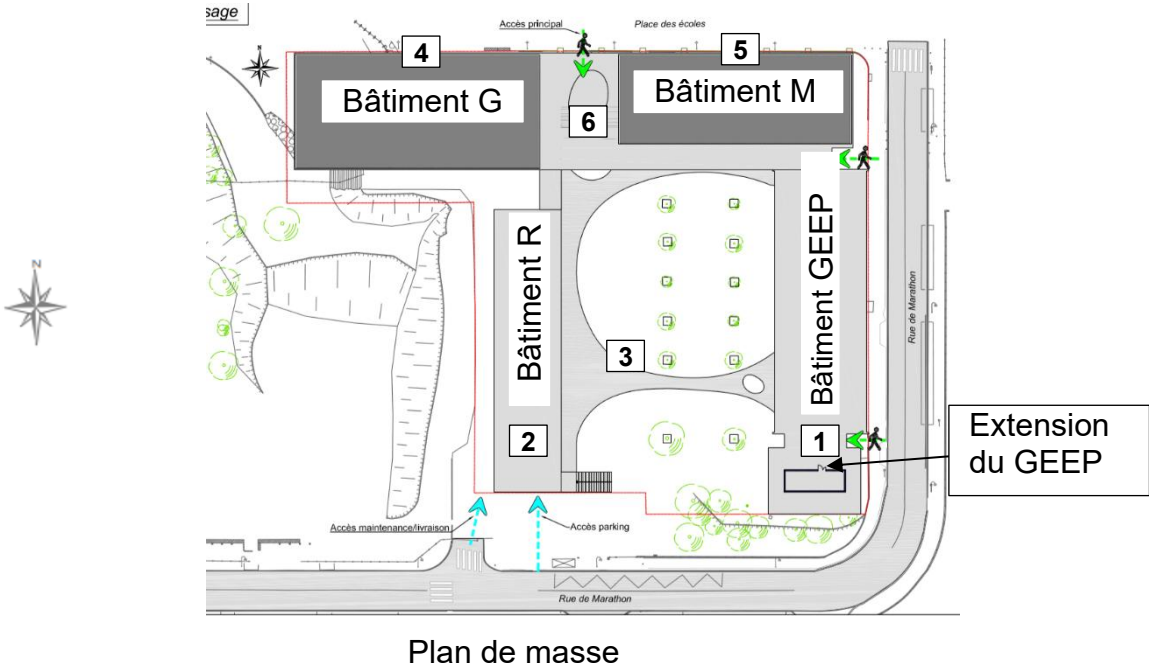 sage
Accès principal
Place des écoles
N
4
5
Bâtiment G
Bâtiment M
6
Bâtiment R
Bâtiment GEEP
Rue de Marathon
N
3
2
1
Extension
du GEEP
Accès maintenance/livraison
Accès parking
Rue de Marathon
Plan de masse